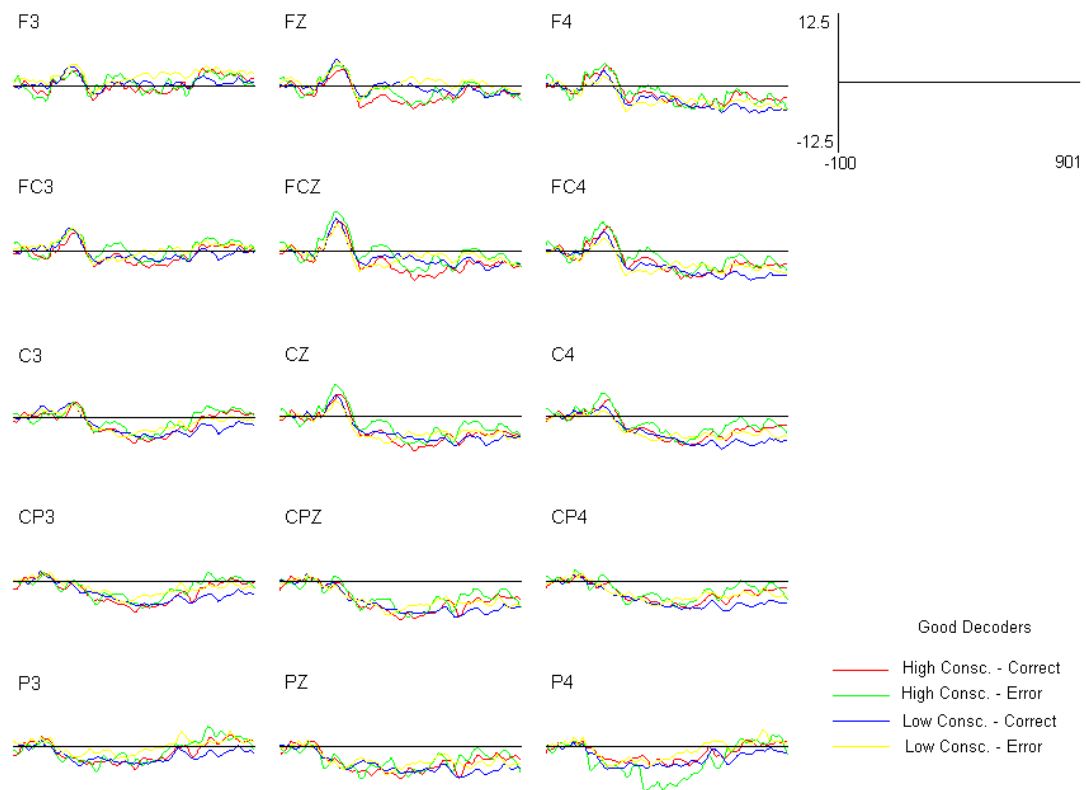 F3 FZ F4 12.5
-12.5
-100 901
FC3 FCZ FC4
C3 CZ C4
CP3 CPZ CP4
Good Decoders
High Consc. - Correct
P3 PZ P4
High Consc. - Error
Low Consc. - Correct
Low Consc. - Error